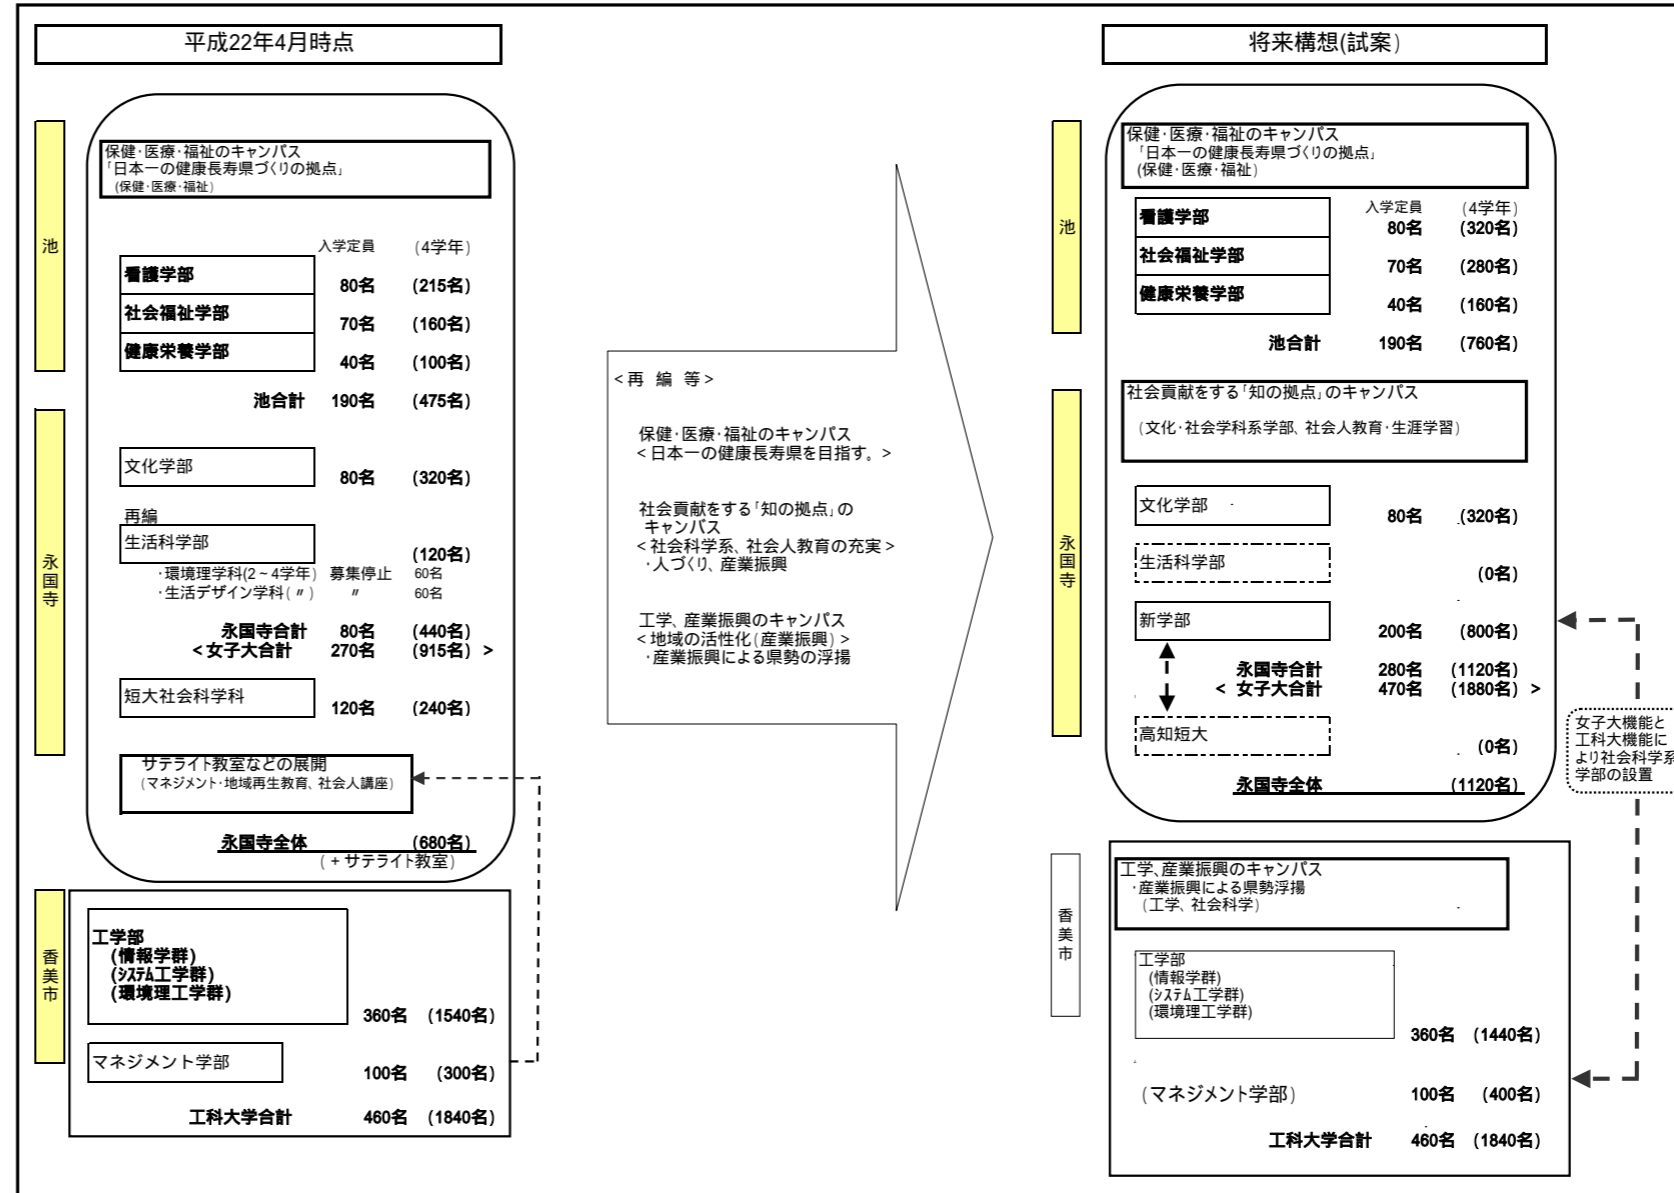 平成22年4月時点
池
保健・医療・福祉のキャンパス
「日本一の健康長寿県づくりの拠点」
(保健・医療・福祉)
入学定員 (4学年)
看護学部 80名 (215名)
社会福祉学部 70名 (160名)
健康栄養学部 40名 (100名)
池合計 190名 (475名)
永国寺
文化学部 80名 (320名)
再編
生活科学部 (120名)
・環境理学科(2~4学年) 募集停止 60名
・生活デザイン学科(〃) 〃 60名
永国寺合計 80名 (440名)
<女子大合計 270名 (915名) >
短大社会科学科 120名 (240名)
サテライト教室などの展開
(マネジメント・地域再生教育、社会人講座)
永国寺全体 (680名)
(+サテライト教室)
香美市
工学部
(情報学群)
(システム工学群)
(環境理工学群)
360名 (1540名)
マネジメント学部 100名 (300名)
工科大学合計 460名 (1840名)
<再 編 等>
保健・医療・福祉のキャンパス
<日本一の健康長寿県を目指す。>
社会貢献をする「知の拠点」の
キャンパス
<社会科学系、社会人教育の充実>
・人づくり、産業振興
工学、産業振興のキャンパス
<地域の活性化(産業振興)>
・産業振興による県勢の浮揚
将来構想(試案)
池
保健・医療・福祉のキャンパス
「日本一の健康長寿県づくりの拠点」
(保健・医療・福祉)
入学定員 (4学年)
看護学部 80名 (320名)
社会福祉学部 70名 (280名)
健康栄養学部 40名 (160名)
池合計 190名 (760名)
永国寺
社会貢献をする「知の拠点」のキャンパス
(文化・社会学科系学部、社会人教育・生涯学習)
文化学部 80名 (320名)
生活科学部 (0名)
新学部 200名 (800名)
永国寺合計 280名 (1120名)
< 女子大合計 470名 (1880名) >
高知短大 (0名)
永国寺全体 (1120名)
女子大機能と
工科大機能に
より社会科学系
学部の設置
香美市
工学、産業振興のキャンパス
・産業振興による県勢浮揚
(工学、社会科学)
工学部
(情報学群)
(システム工学群)
(環境理工学群)
360名 (1440名)
(マネジメント学部) 100名 (400名)
工科大学合計 460名 (1840名)